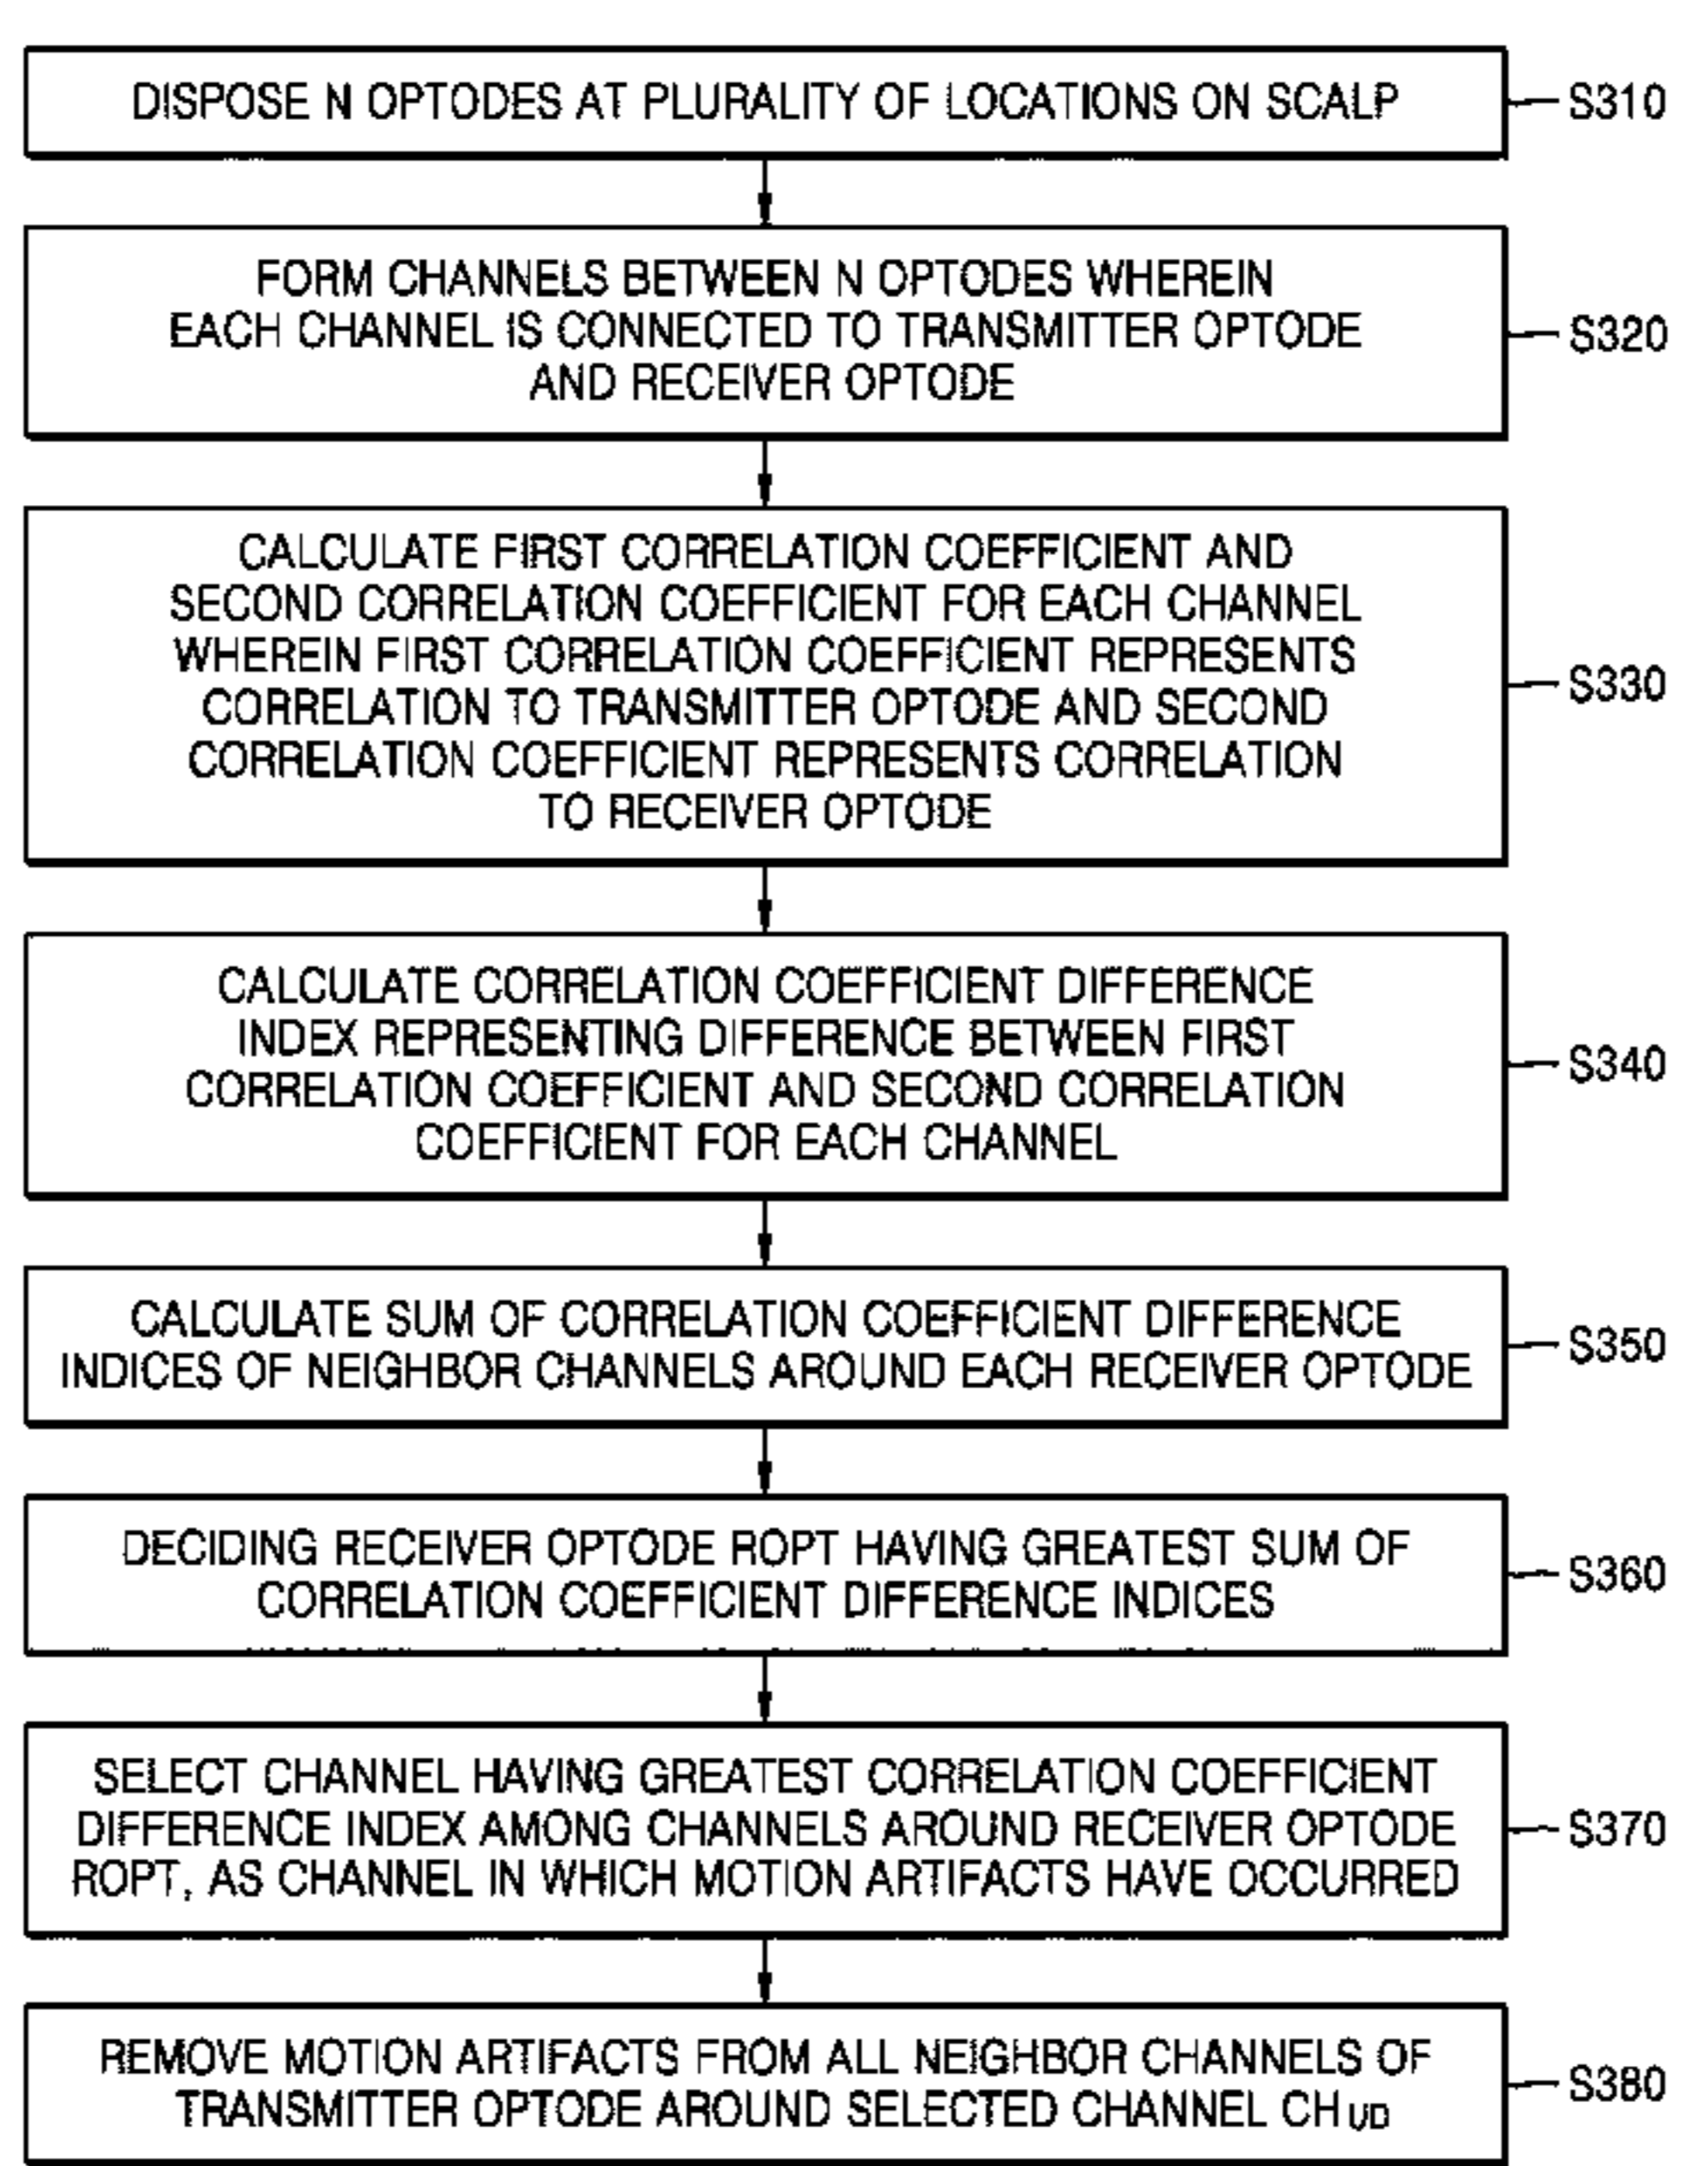 DISPOSE N OPTODES AT PLURALITY OF LOCATIONS ON SCALP
S310
FORM CHANNELS BETWEEN N OPTODES WHEREIN
EACH CHANNEL IS CONNECTED TO TRANSMITTER OPTODE
AND RECEIVER OPTODE
S320
CALCULATE FIRST CORRELATION COEFFICIENT AND
SECOND CORRELATION COEFFICIENT FOR EACH CHANNEL
WHEREIN FIRST CORRELATION COEFFICIENT REPRESENTS
CORRELATION TO TRANSMITTER OPTODE AND SECOND
CORRELATION COEFFICIENT REPRESENTS CORRELATION
TO RECEIVER OPTODE
S330
CALCULATE CORRELATION COEFFICIENT DIFFERENCE
INDEX REPRESENTING DIFFERENCE BETWEEN FIRST
CORRELATION COEFFICIENT AND SECOND CORRELATION
COEFFICIENT FOR EACH CHANNEL
S340
CALCULATE SUM OF CORRELATION COEFFICIENT DIFFERENCE
INDICES OF NEIGHBOR CHANNELS AROUND EACH RECEIVER OPTODE
S350
DECIDING RECEIVER OPTODE ROPT HAVING GREATEST SUM OF
CORRELATION COEFFICIENT DIFFERENCE INDICES
S360
SELECT CHANNEL HAVING GREATEST CORRELATION COEFFICIENT
DIFFERENCE INDEX AMONG CHANNELS AROUND RECEIVER OPTODE
ROPT, AS CHANNEL IN WHICH MOTION ARTIFACTS HAVE OCCURRED
S370
REMOVE MOTION ARTIFACTS FROM ALL NEIGHBOR CHANNELS OF
TRANSMITTER OPTODE AROUND SELECTED CHANNEL CH
S380